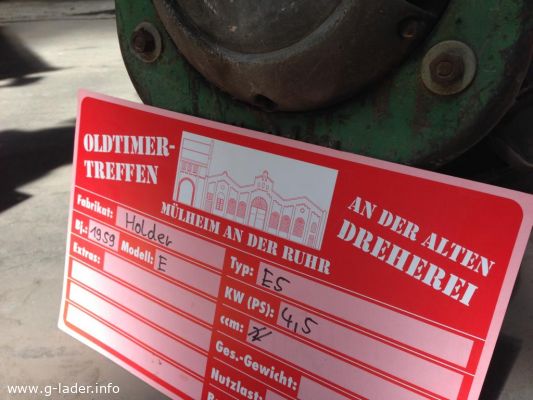 OLDTIMER-
TREFFEN
MÜLHEIM AN DER RUHR
AN DER ALTEN
DREHEREI
Fabrikat: Holder
Bj.: 1959 Modell: E
Extras:
Typ: E5
KW (PS): 4,5
ccm:
Ges.-Gewicht:
Nutzlast:
www.g-lader.info